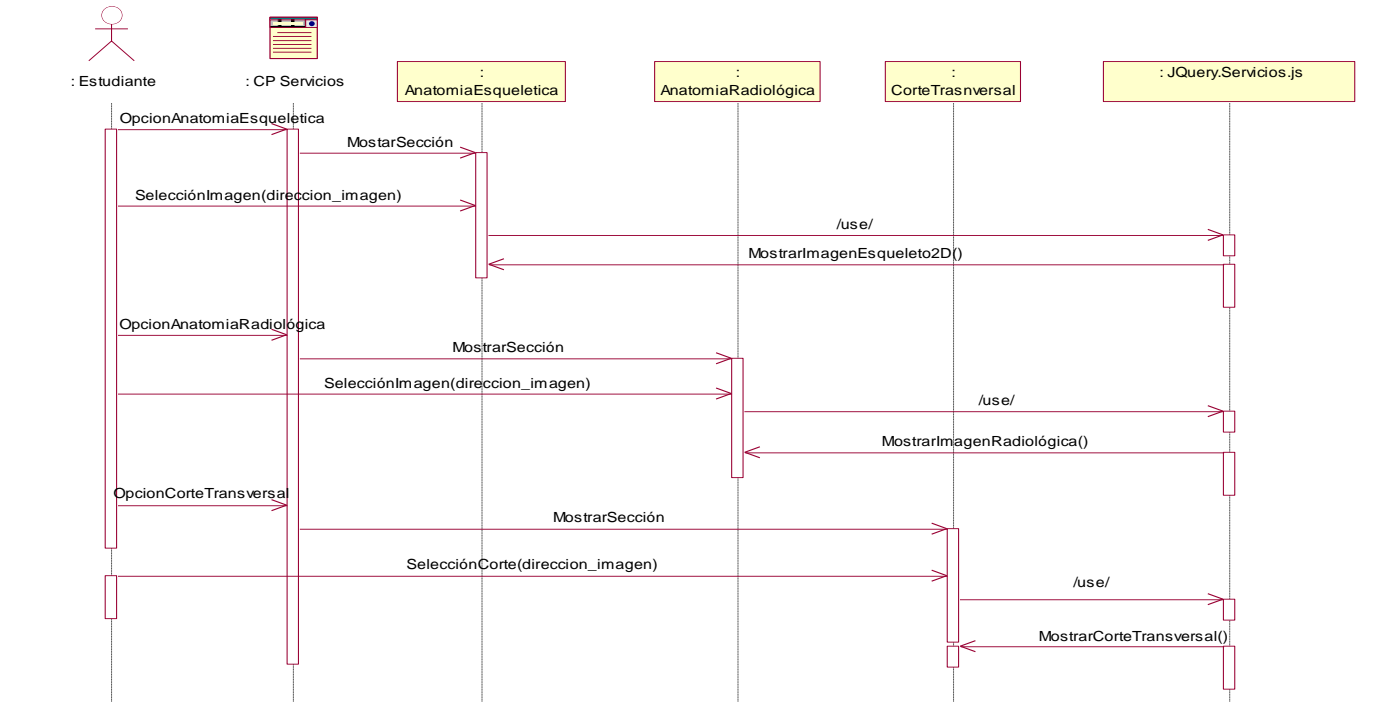 : Estudiante
: CP Servicios
:
AnatomiaEsqueletica
:
AnatomiaRadiológica
:
CorteTrasnversal
: JQuery.Servicios.js
OpcionAnatomiaEsqueletica
MostarSección
SelecciónImagen(direccion_imagen)
/use/
MostrarImagenEsqueleto2D()
OpcionAnatomiaRadiológica
MostrarSección
SelecciónImagen(direccion_imagen)
/use/
MostrarImagenRadiológica()
OpcionCorteTransversal
MostrarSección
SelecciónCorte(direccion_imagen)
/use/
MostrarCorteTransversal()